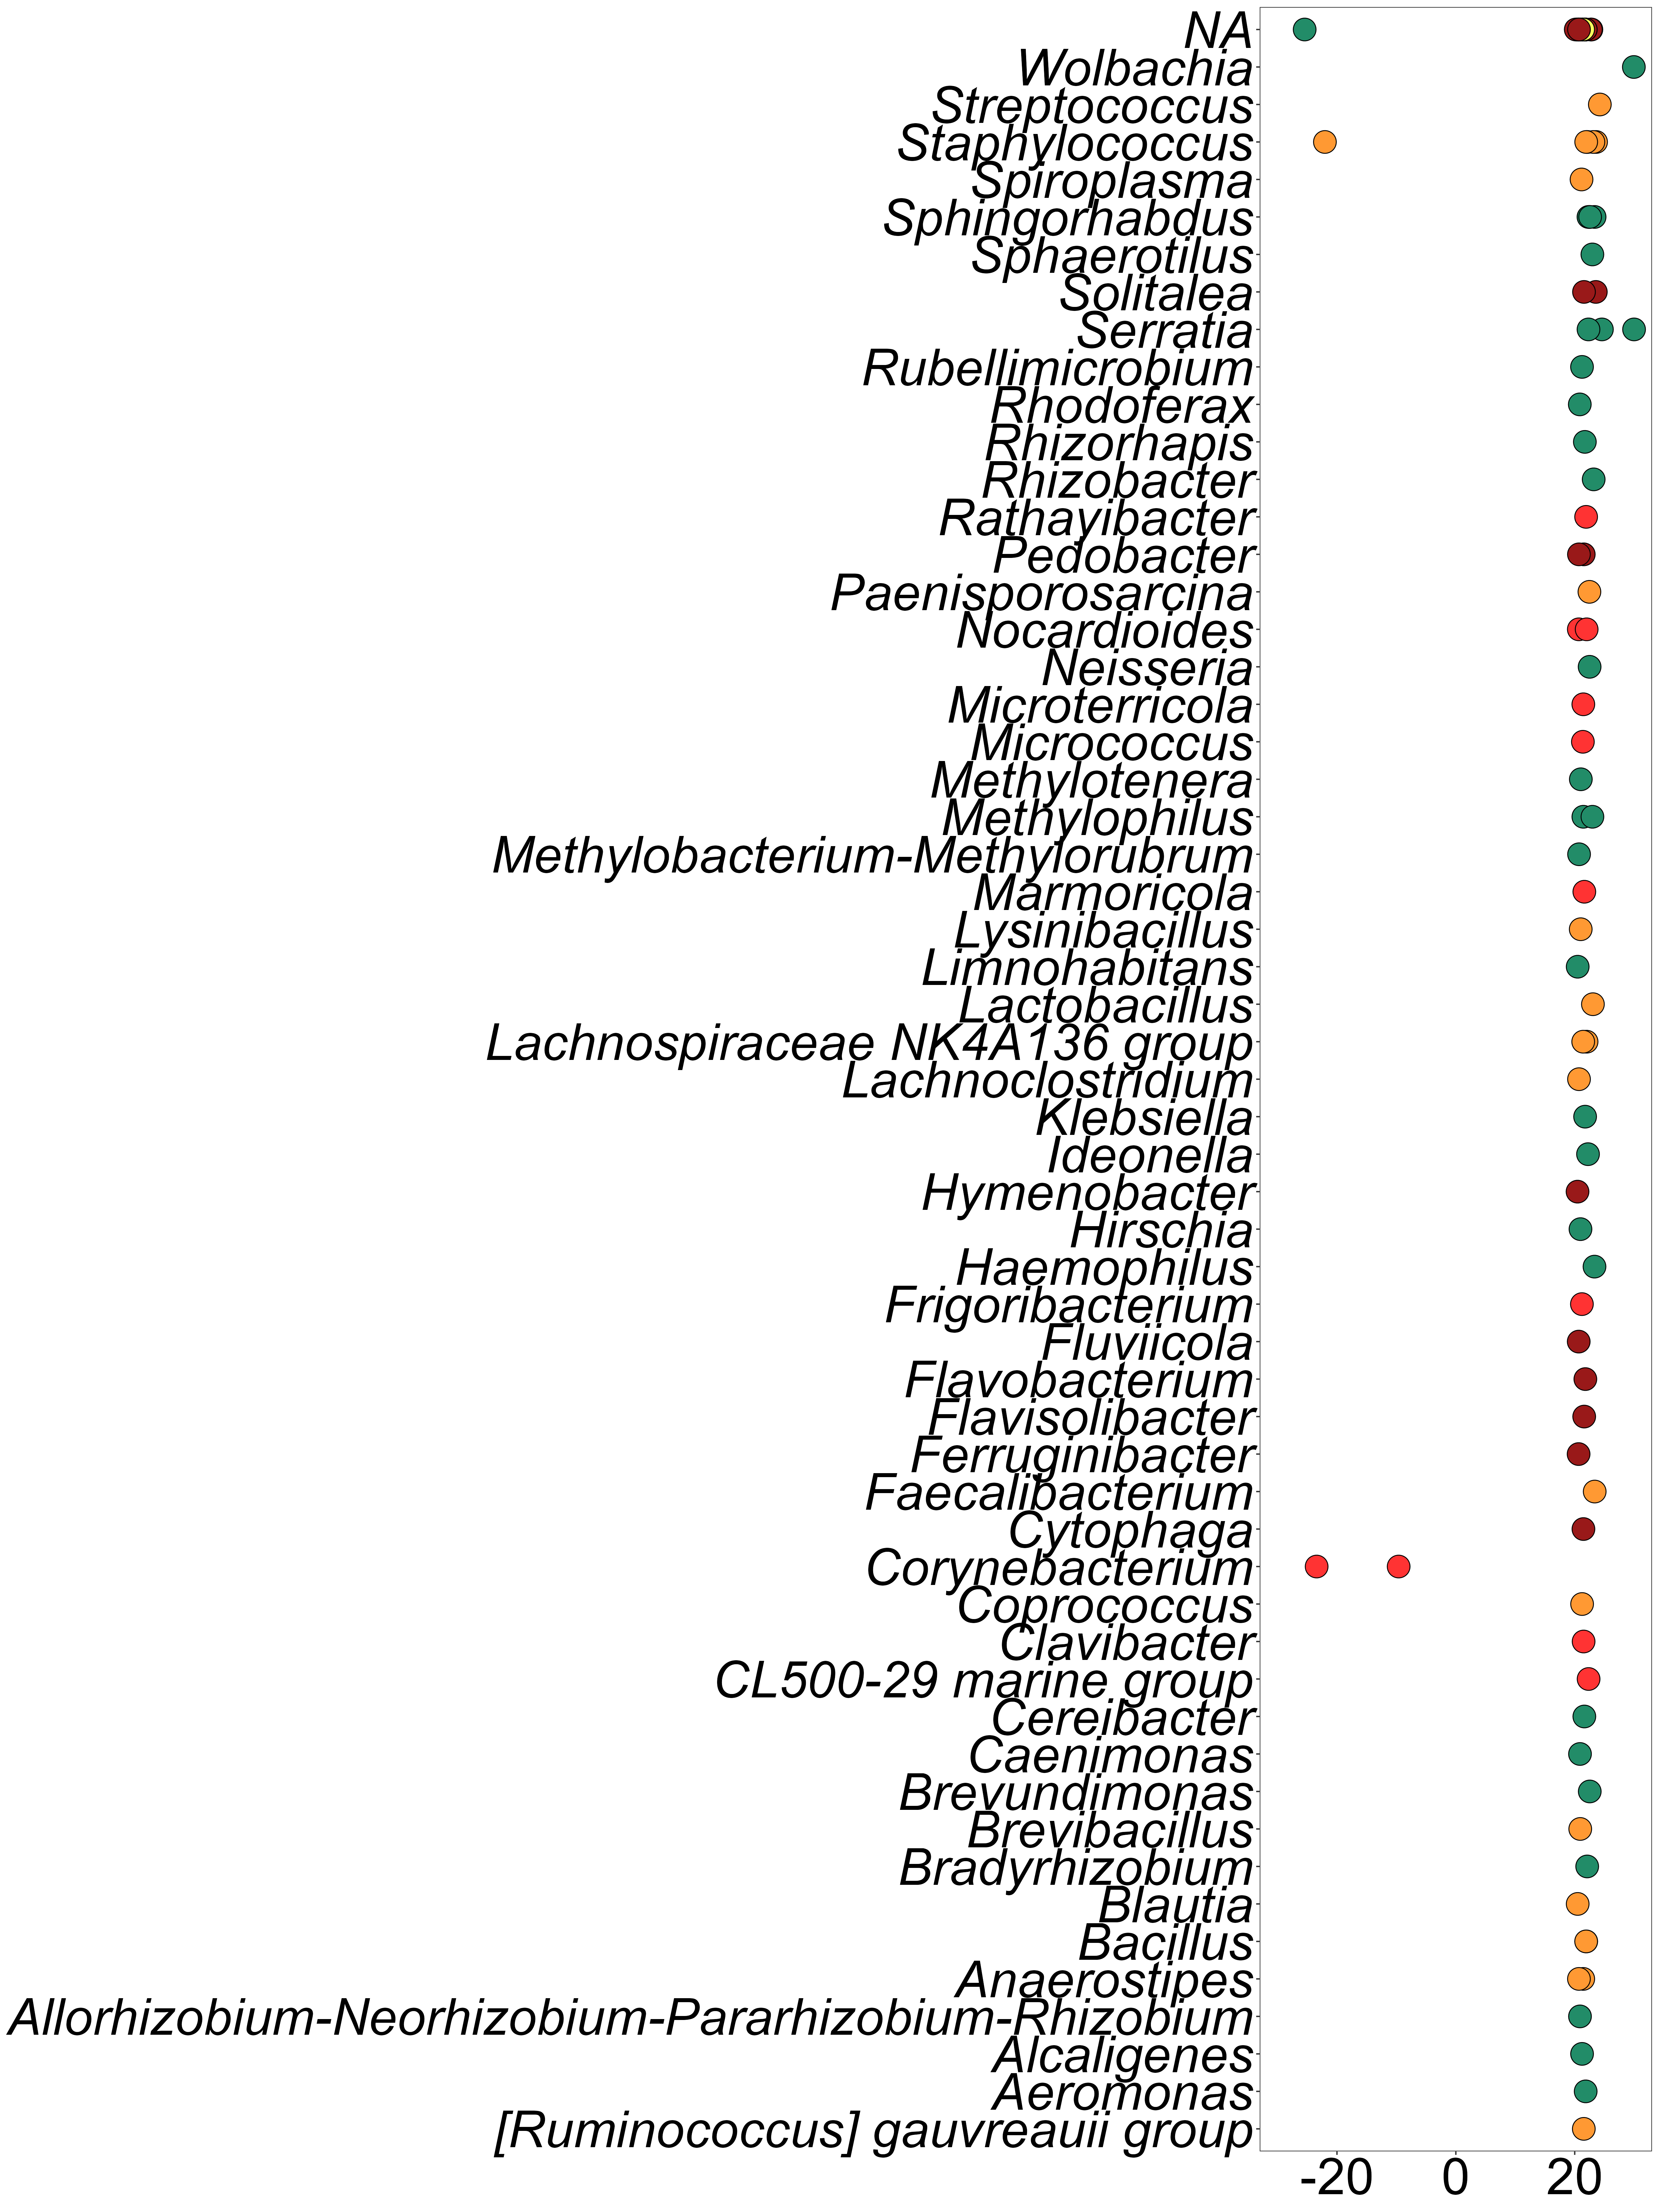 NA
Wolbachia
Streptococcus
Staphylococcus
Spiroplasma
Sphingorhabdus
Sphaerotilus
Solitalea
Serratia
Rubellimicrobium
Rhodoferax
Rhizorhapis
Rhizobacter
Rathayibacter
Pedobacter
Paenisporosarcina
Nocardioides
Neisseria
Microterricola
Micrococcus
Methylotenera
Methylophilus
Methylobacterium-Methylorubrum
Marmoricola
Lysinibacillus
Limnohabitans
Lactobacillus
Lachnospiraceae NK4A136 group
Lachnoclostridium
Klebsiella
Ideonella
Hymenobacter
Hirschia
Haemophilus
Frigoribacterium
Fluviicola
Flavobacterium
Flavisolibacter
Ferruginibacter
Faecalibacterium
Cytophaga
Corynebacterium
Coprococcus
Clavibacter
CL500-29 marine group
Cereibacter
Caenimonas
Brevundimonas
Brevibacillus
Bradyrhizobium
Blautia
Bacillus
Anaerostipes
Allorhizobium-Neorhizobium-Pararhizobium-Rhizobium
Alcaligenes
Aeromonas
[Ruminococcus] gauvreauii group
-20 0 20